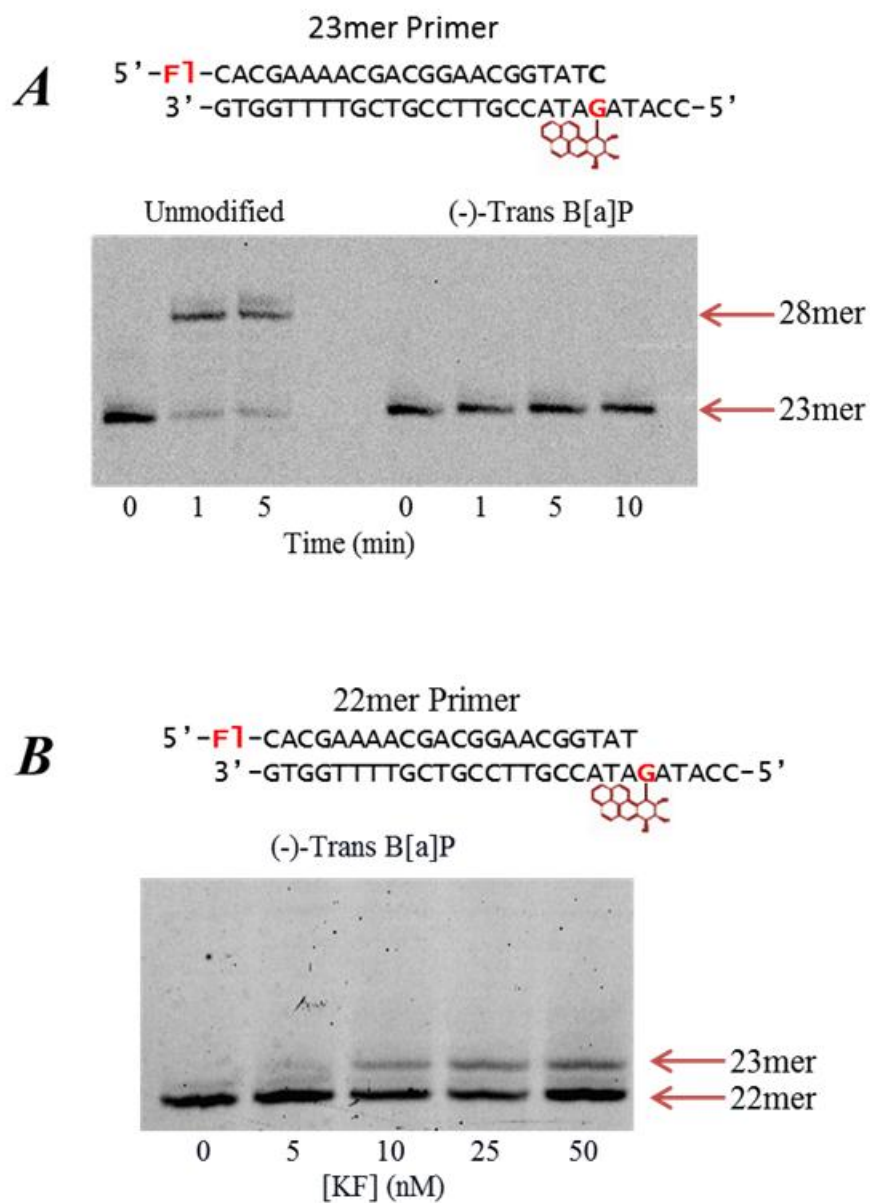 23mer Primer
A
5'-Fl-CACGAAAACGACGGAACGGTATC
3'-GTGGTTTTGCTGCCTTGCCATAGATACC-5'
Unmodified (-)-Trans B[a]P
28mer
23mer
0 1 5 0 1 5 10
Time (min)
22mer Primer
B
5'-Fl-CACGAAAACGACGGAACGGTAT
3'-GTGGTTTTGCTGCCTTGCCATAGATACC-5'
(-)-Trans B[a]P
23mer
22mer
0 5 10 25 50
[KF] (nM)